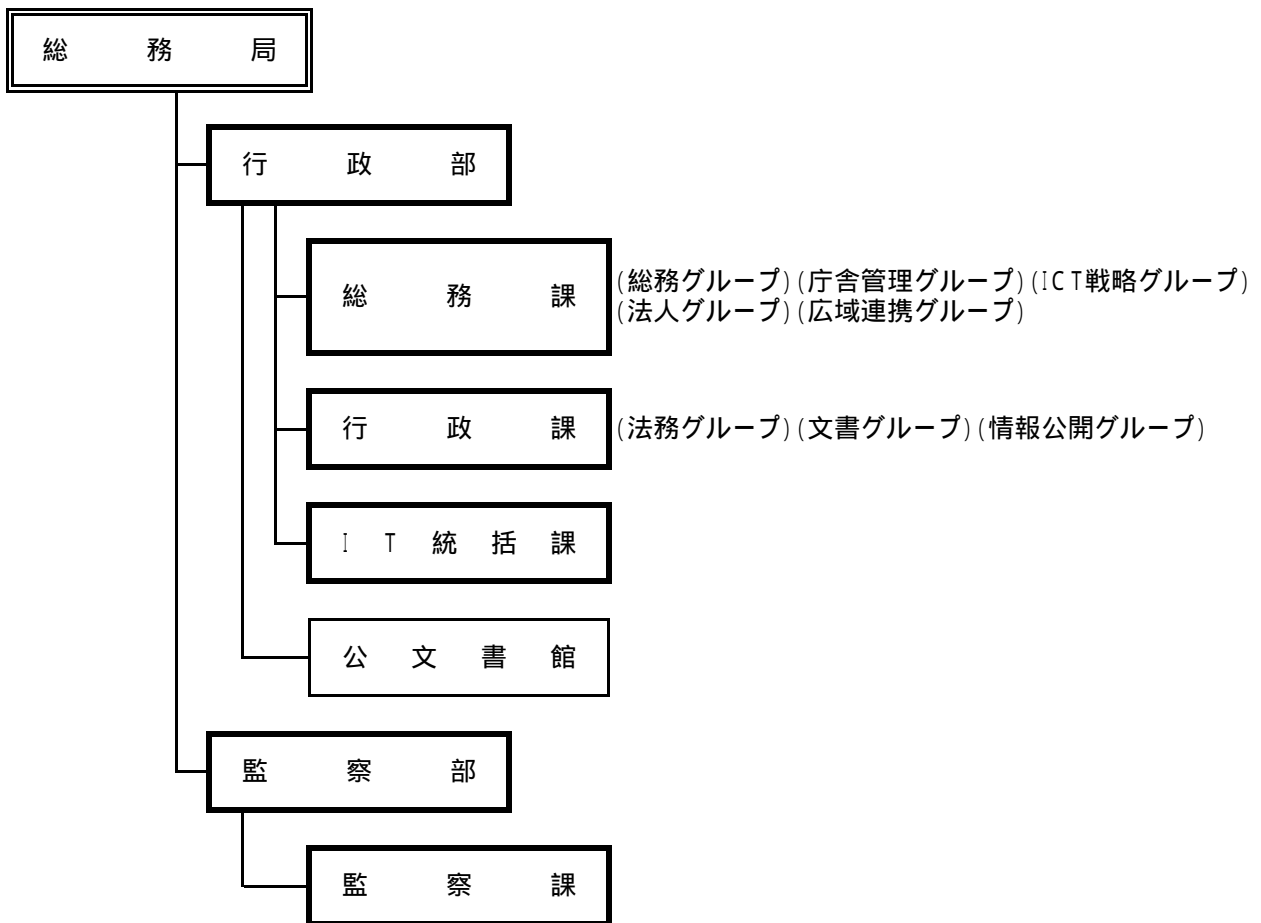 総務局
行政部
総務課 (総務グループ)(庁舎管理グループ)(ICT戦略グループ)
(法人グループ)(広域連携グループ)
行政課 (法務グループ)(文書グループ)(情報公開グループ)
IT統括課
公文書館
監察部
監察課